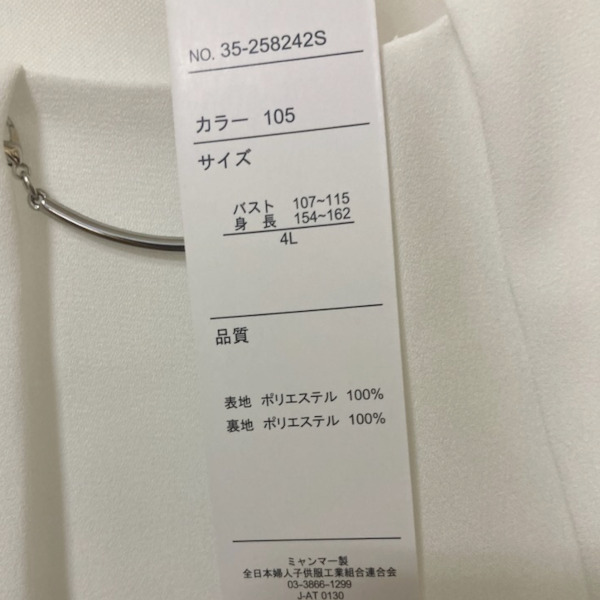 NO. 35-258242S
カラー 105
サイズ
バスト 107~115
身長 154~162
4L
品質
表地 ポリエステル 100%
裏地 ポリエステル 100%
ミャンマー製
全日本婦人子供服工業組合連合会
03-3866-1299
J-AT 0130